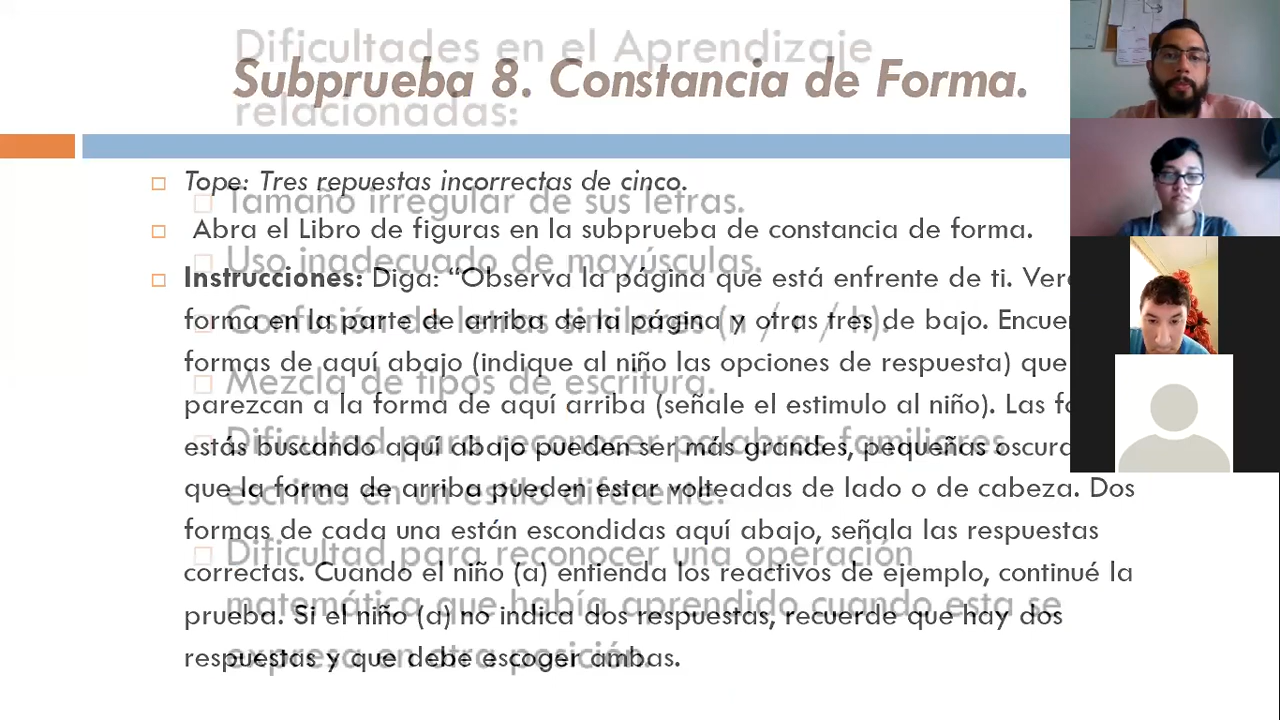 Dificultades en el Aprendizaje
relacionadas:
Tamaño irregular de sus letras.
Uso inadecuado de mayúsculas.
Confusión de letras similares (n / r / h).
Mezcla de tipos de escritura.
Dificultad para reconocer palabras familiares
escritas en un estilo diferente.
Dificultad para reconocer una operación
matemática que había aprendido cuando esta se
expresa en otra posición.
Subprueba 8. Constancia de Forma.
Tope: Tres repuestas incorrectas de cinco.
Abra el Libro de figuras en la subprueba de constancia de forma.
Instrucciones: Diga: “Observa la página que está enfrente de ti.
forma en la parte de arriba de la página y otras tres de bajo.
formas de aquí abajo (indique al niño las opciones de respuesta) que
parezcan a la forma de aquí arriba (señale el estimulo al niño). Las
estás buscando aquí abajo pueden ser más grandes, pequeñas
que la forma de arriba pueden estar volteadas de lado o de cabeza. Dos
formas de cada una están escondidas aquí abajo, señala las respuestas
correctas. Cuando el niño (a) entienda los reactivos de ejemplo, continué la
prueba. Si el niño (a) no indica dos respuestas, recuerde que hay dos
respuestas y que debe escoger ambas.